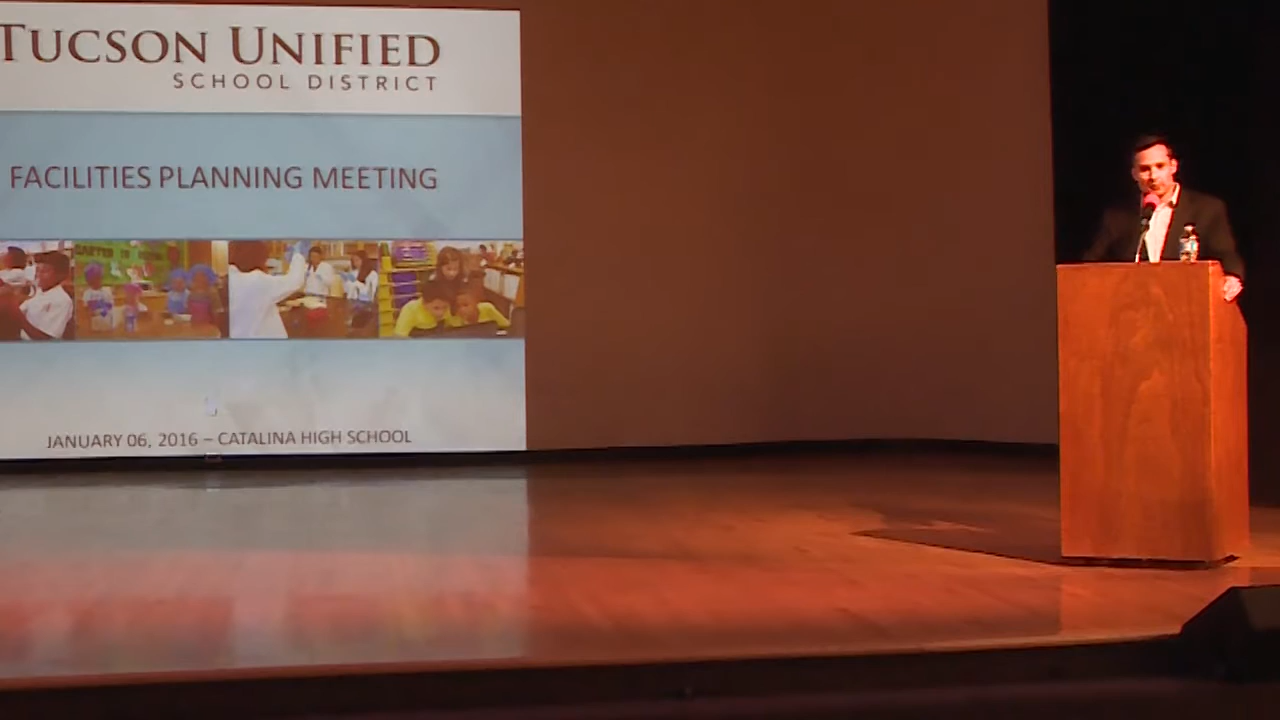 TUCSON UNIFIED
SCHOOL DISTRICT
FACILITIES PLANNING MEETING
JANUARY 06, 2016 – CATALINA HIGH SCHOOL